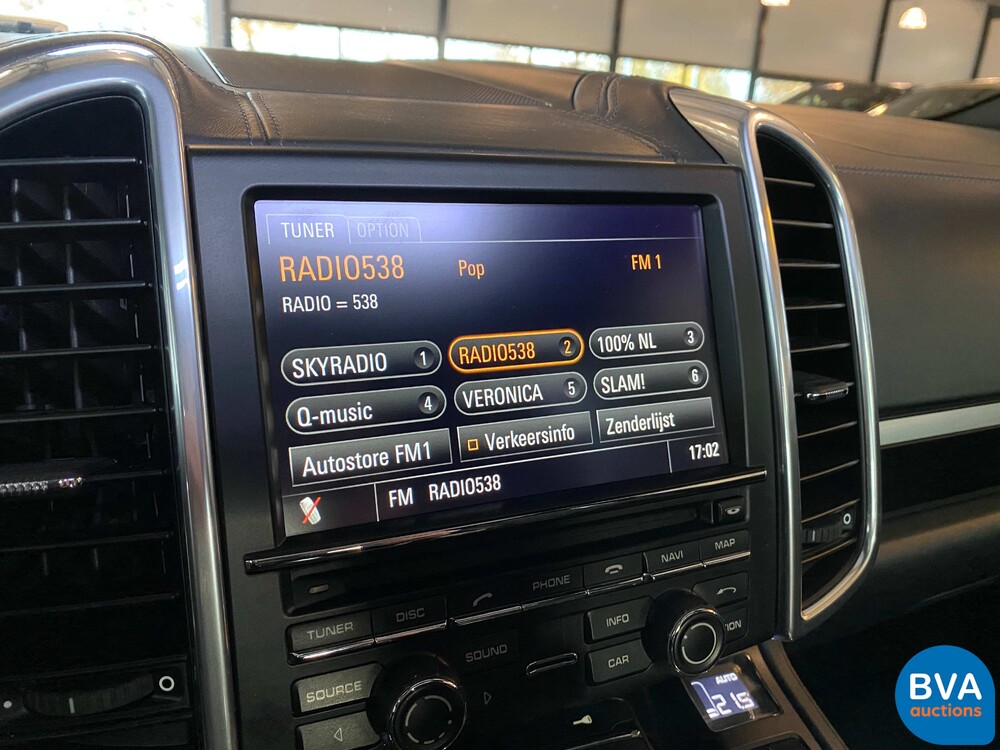 TUNER OPTION
RADIO538 Pop FM 1
RADIO = 538
SKYRADIO 1 RADIO538 2 100% NL 3
Q-music 4 VERONICA 5 SLAM! 6
Autostore FM1 Verkeersinfo Zenderlijst
FM RADIO538 17:02
TUNER DISC PHONE NAVI MAP
SOURCE SOUND INFO
CAR
AUTO
21.5
BVA
auctions